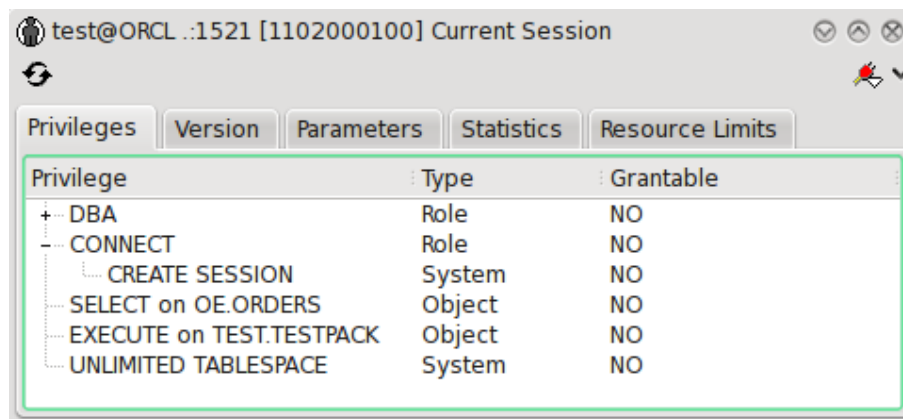 test@ORCL .:1521 [1102000100] Current Session
Privileges Version Parameters Statistics Resource Limits
Privilege Type Grantable
DBA Role NO
CONNECT Role NO
CREATE SESSION System NO
SELECT on OE.ORDERS Object NO
EXECUTE on TEST.TESTPACK Object NO
UNLIMITED TABLESPACE System NO